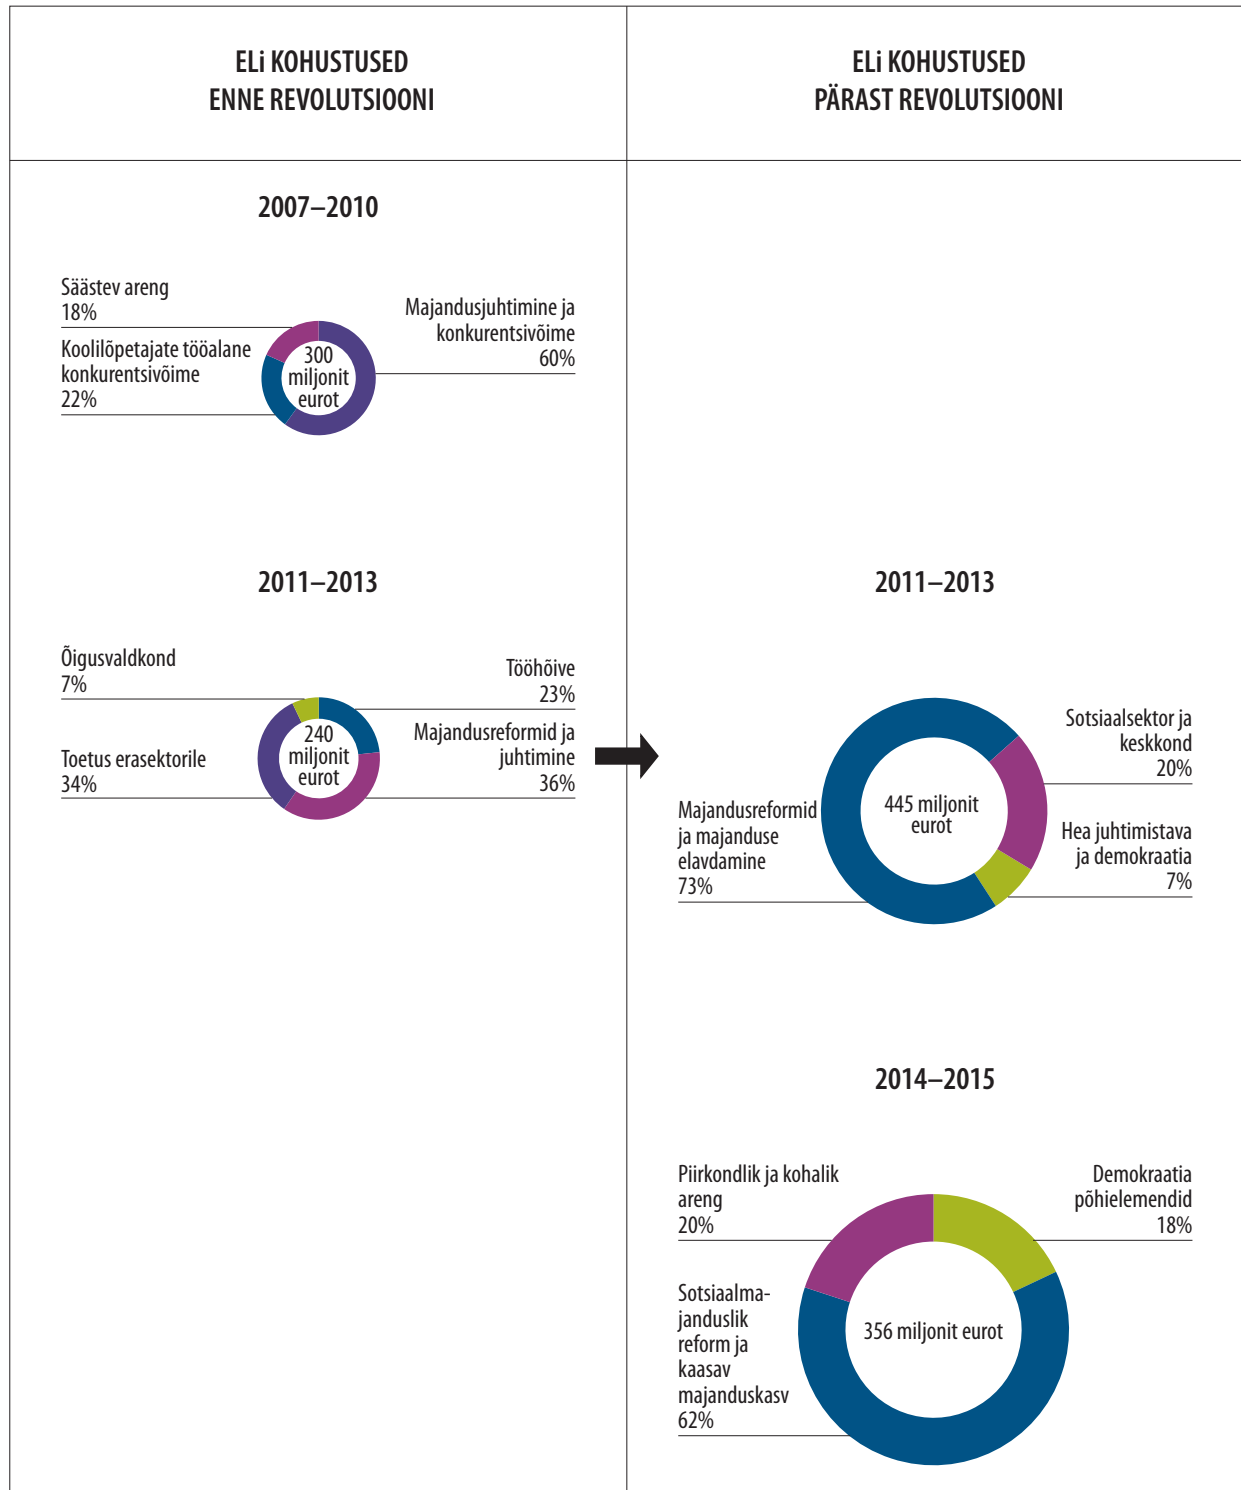 ELi KOHUSTUSED
ENNE REVOLUTSIOONI
ELi KOHUSTUSED
PÄRAST REVOLUTSIOONI
2007–2010
Säästev areng
18%
Koolilõpetajate tööalane
konkurentsivõime
22%
300
miljonit
eurot
Majandusjuhtimine ja
konkurentsivõime
60%
2011–2013
Õigusvaldkond
7%
Toetus erasektorile
34%
240
miljonit
eurot
Tööhõive
23%
Majandusreformid ja
juhtimine
36%
2011–2013
Majandusreformid
ja majanduse
elavdamine
73%
445 miljonit
eurot
Sotsiaalsektor ja
keskkond
20%
Hea juhtimistava
ja demokraatia
7%
2014–2015
Piirkondlik ja kohalik
areng
20%
Sotsiaalma-
janduslik
reform ja
kaasav
majanduskasv
62%
356 miljonit eurot
Demokraatia
põhielemendid
18%